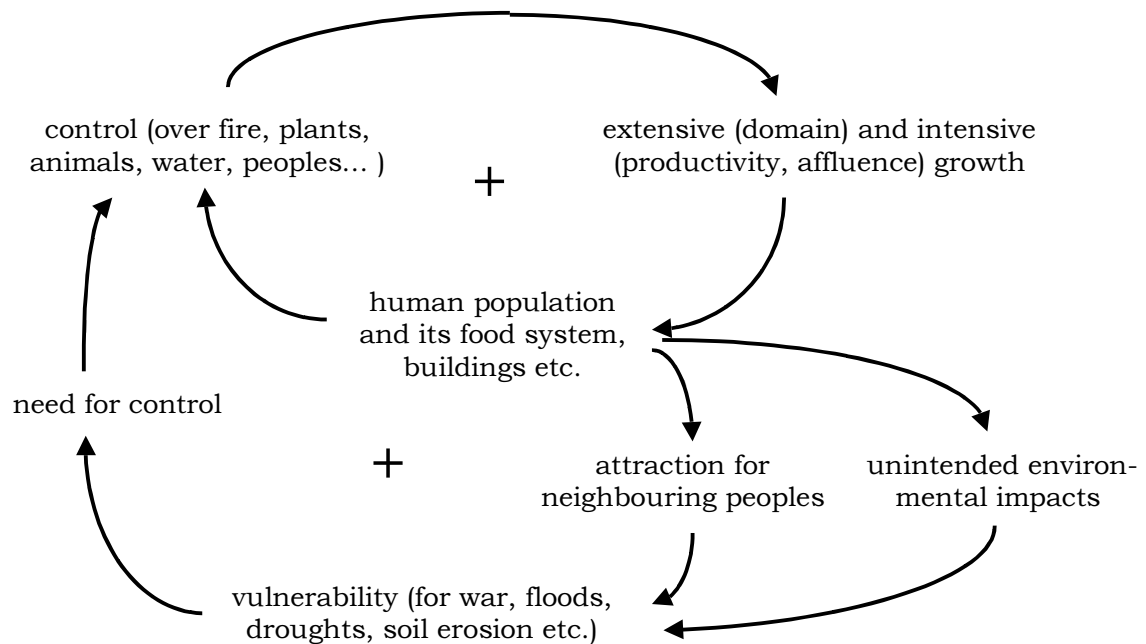 control (over fire, plants,
animals, water, peoples… )
extensive (domain) and intensive
(productivity, affluence) growth
+
human population
and its food system,
buildings etc.
need for control
+
attraction for
neighbouring peoples
unintended environ-
mental impacts
vulnerability (for war, floods,
droughts, soil erosion etc.)